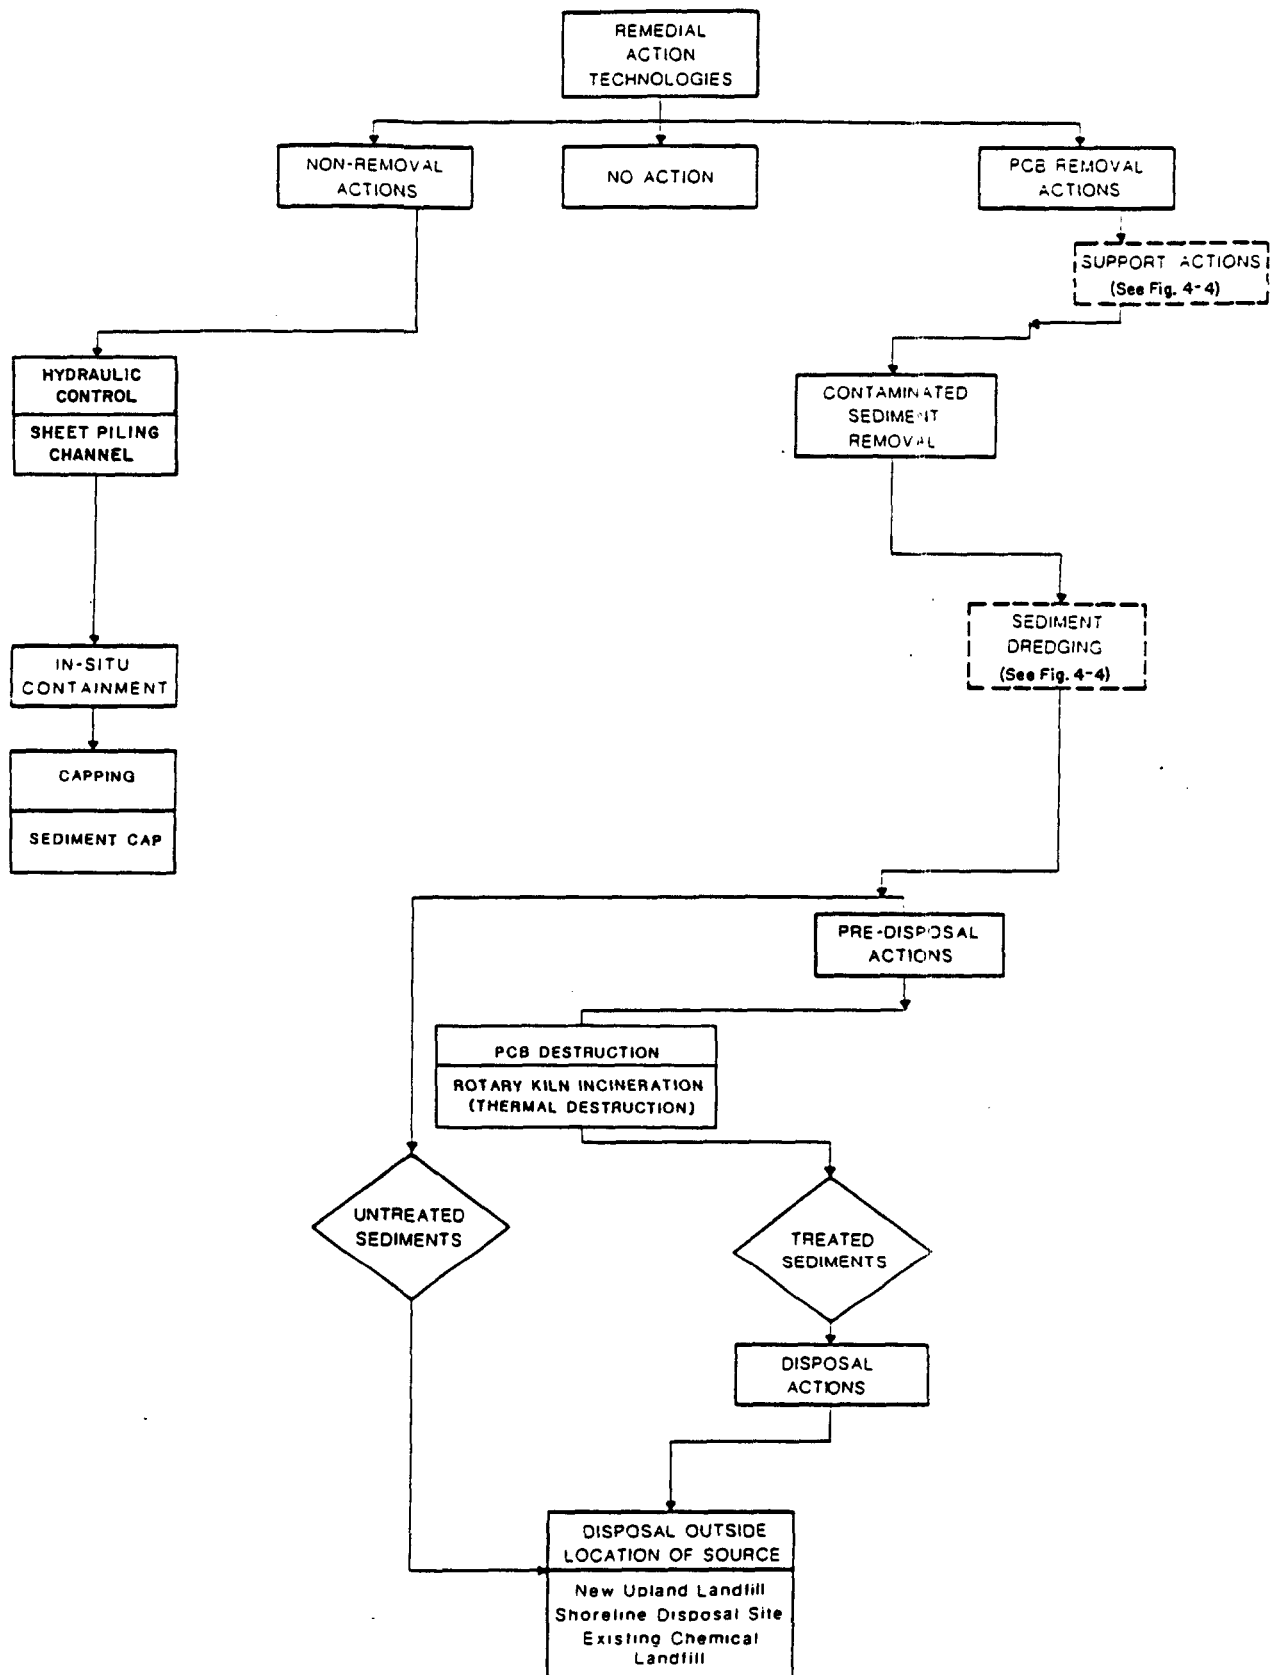 REMEDIAL
ACTION
TECHNOLOGIES
NON-REMOVAL
ACTIONS
NO ACTION
PCB REMOVAL
ACTIONS
SUPPORT ACTIONS
(See Fig. 4-4)
HYDRAULIC
CONTROL
SHEET PILING
CHANNEL
CONTAMINATED
SEDIMENT
REMOVAL
SEDIMENT
DREDGING
(See Fig. 4-4)
IN-SITU
CONTAINMENT
CAPPING
SEDIMENT CAP
PRE-DISPOSAL
ACTIONS
PCB DESTRUCTION
ROTARY KILN INCINERATION
(THERMAL DESTRUCTION)
UNTREATED
SEDIMENTS
TREATED
SEDIMENTS
DISPOSAL
ACTIONS
DISPOSAL OUTSIDE
LOCATION OF SOURCE
New Upland Landfill
Shoreline Disposal Site
Existing Chemical
Landfill